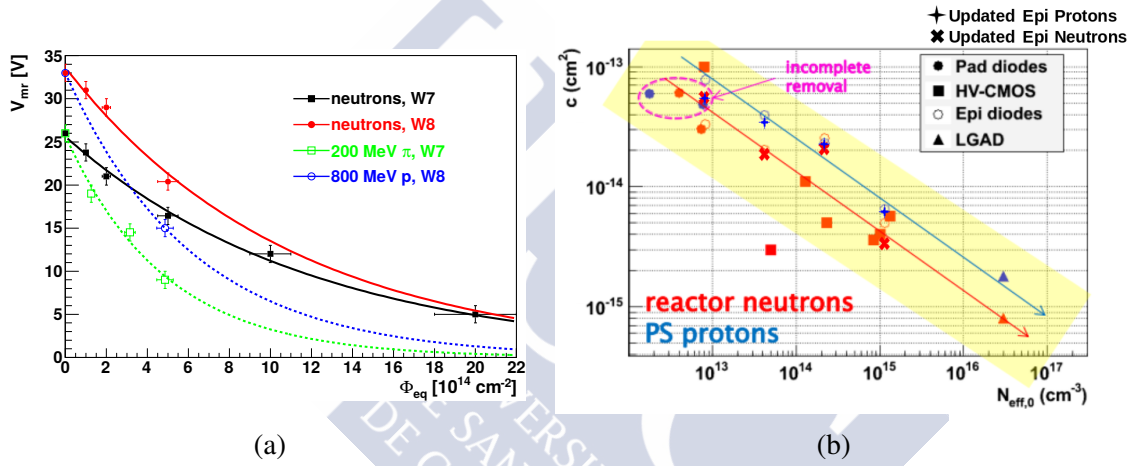 35
30
25
20
15
10
5
0
V_mr [V]
neutrons, W7
neutrons, W8
200 MeV π, W7
800 MeV p, W8
0 2 4 6 8 10 12 14 16 18 20 22
Φ_eq [10^14 cm^-2]
(a)
Updated Epi Protons
Updated Epi Neutrons
c (cm²)
10^-13
10^-14
10^-15
incomplete
removal
Pad diodes
HV-CMOS
Epi diodes
LGAD
reactor neutrons
PS protons
10^13 10^14 10^15 10^16 10^17
N_eff,0 (cm^-3)
(b)